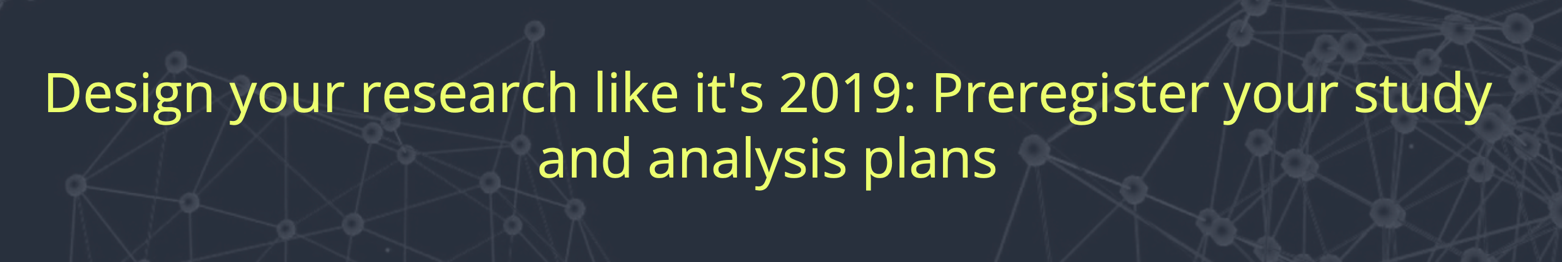 Design your research like it's 2019: Preregister your study
and analysis plans